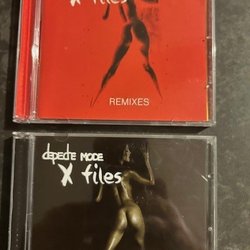 X files
REMIXES
depeche MODE
X files